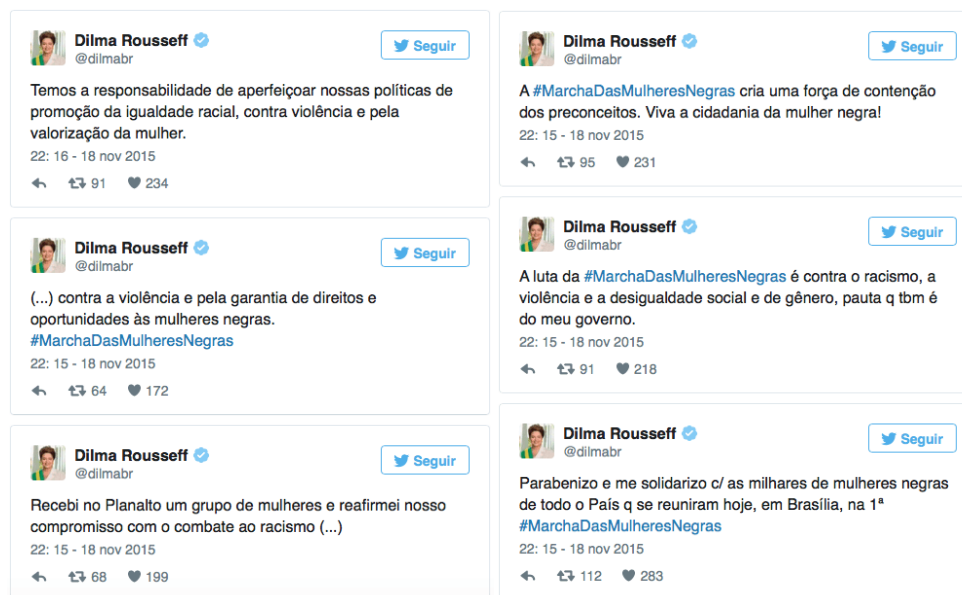 Dilma Rousseff
@dilmabr
Seguir
Temos a responsabilidade de aperfeiçoar nossas políticas de
promoção da igualdade racial, contra violência e pela
valorização da mulher.
22: 16 - 18 nov 2015
91 234
Dilma Rousseff
@dilmabr
Seguir
(...) contra a violência e pela garantia de direitos e
oportunidades às mulheres negras.
#MarchaDasMulheresNegras
22: 15 - 18 nov 2015
64 172
Dilma Rousseff
@dilmabr
Seguir
Recebi no Planalto um grupo de mulheres e reafirmei nosso
compromisso com o combate ao racismo (...)
22: 15 - 18 nov 2015
68 199
Dilma Rousseff
@dilmabr
Seguir
A #MarchaDasMulheresNegras cria uma força de contenção
dos preconceitos. Viva a cidadania da mulher negra!
22: 15 - 18 nov 2015
95 231
Dilma Rousseff
@dilmabr
Seguir
A luta da #MarchaDasMulheresNegras é contra o racismo, a
violência e a desigualdade social e de gênero, pauta q tbm é
do meu governo.
22: 15 - 18 nov 2015
91 218
Dilma Rousseff
@dilmabr
Seguir
Parabenizo e me solidarizo c/ as milhares de mulheres negras
de todo o País q se reuniram hoje, em Brasília, na 1ª
#MarchaDasMulheresNegras
22: 15 - 18 nov 2015
112 283